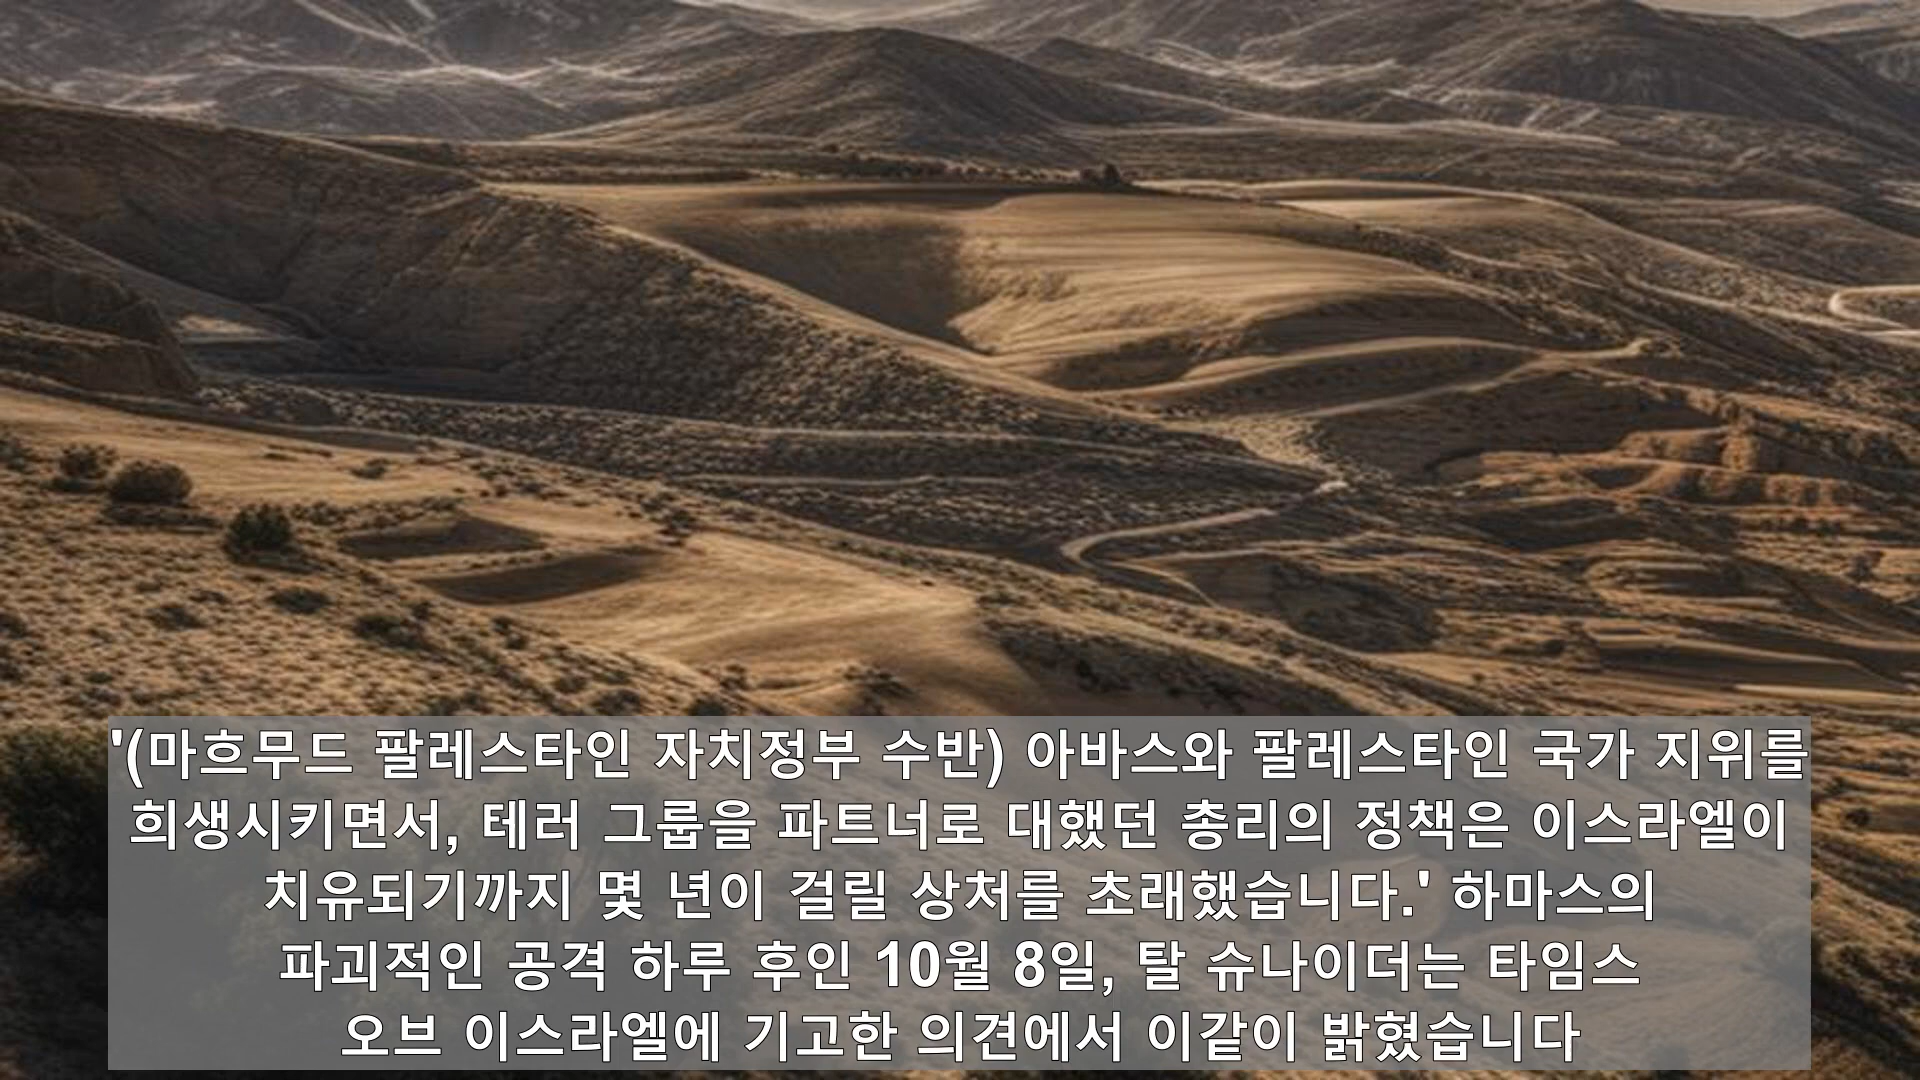 '(마흐무드 팔레스타인 자치정부 수반) 아바스와 팔레스타인 국가 지위를
희생시키면서, 테러 그룹을 파트너로 대했던 총리의 정책은 이스라엘이
치유되기까지 몇 년이 걸릴 상처를 초래했습니다.' 하마스의
파괴적인 공격 하루 후인 10월 8일, 탈 슈나이더는 타임스
오브 이스라엘에 기고한 의견에서 이같이 밝혔습니다